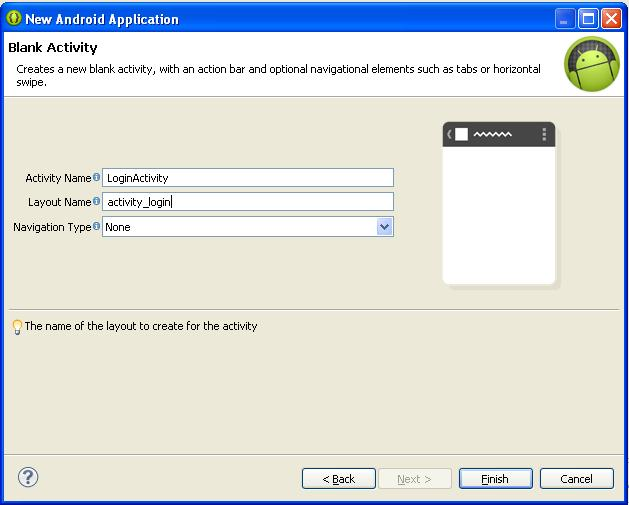 New Android Application
Blank Activity
Creates a new blank activity, with an action bar and optional navigational elements such as tabs or horizontal
swipe.
Activity Name LoginActivity
Layout Name activity_login
Navigation Type None
The name of the layout to create for the activity
< Back Next > Finish Cancel